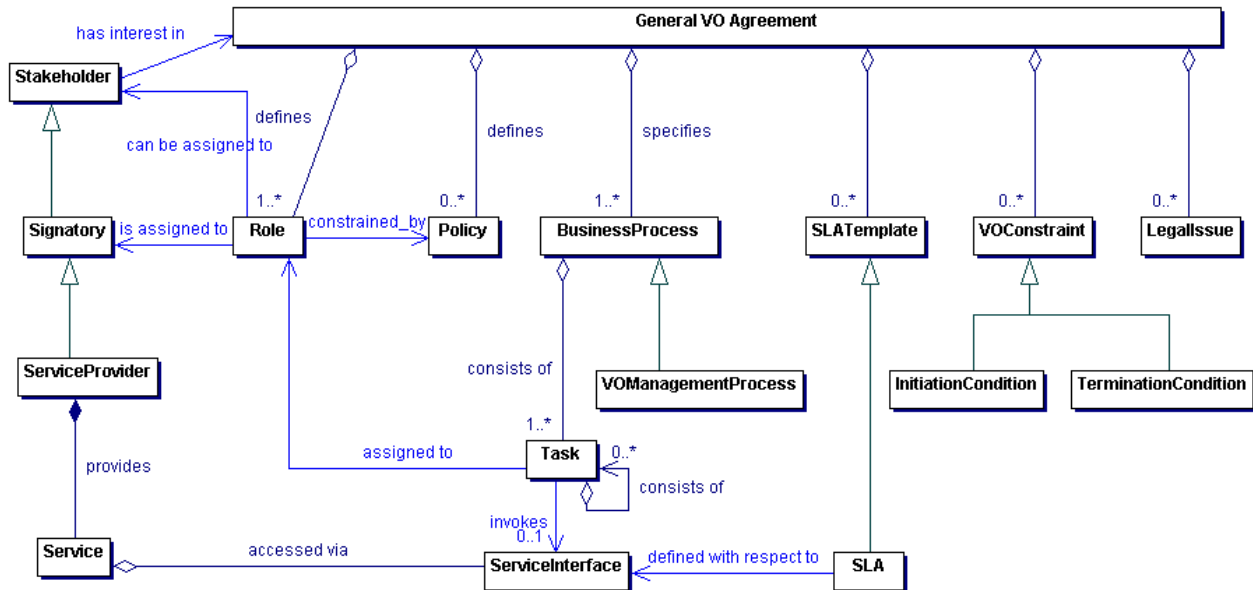 General VO Agreement
has interest in
Stakeholder
defines
defines
specifies
can be assigned to
1..*
0..*
1..*
0..*
0..*
0..*
Signatory
is assigned to
Role
constrained_by
Policy
BusinessProcess
SLATemplate
VOConstraint
LegalIssue
ServiceProvider
consists of
VOManagementProcess
InitiationCondition
TerminationCondition
1..*
assigned to
Task
0..*
provides
consists of
invokes
0..1
Service
accessed via
ServiceInterface
defined with respect to
SLA